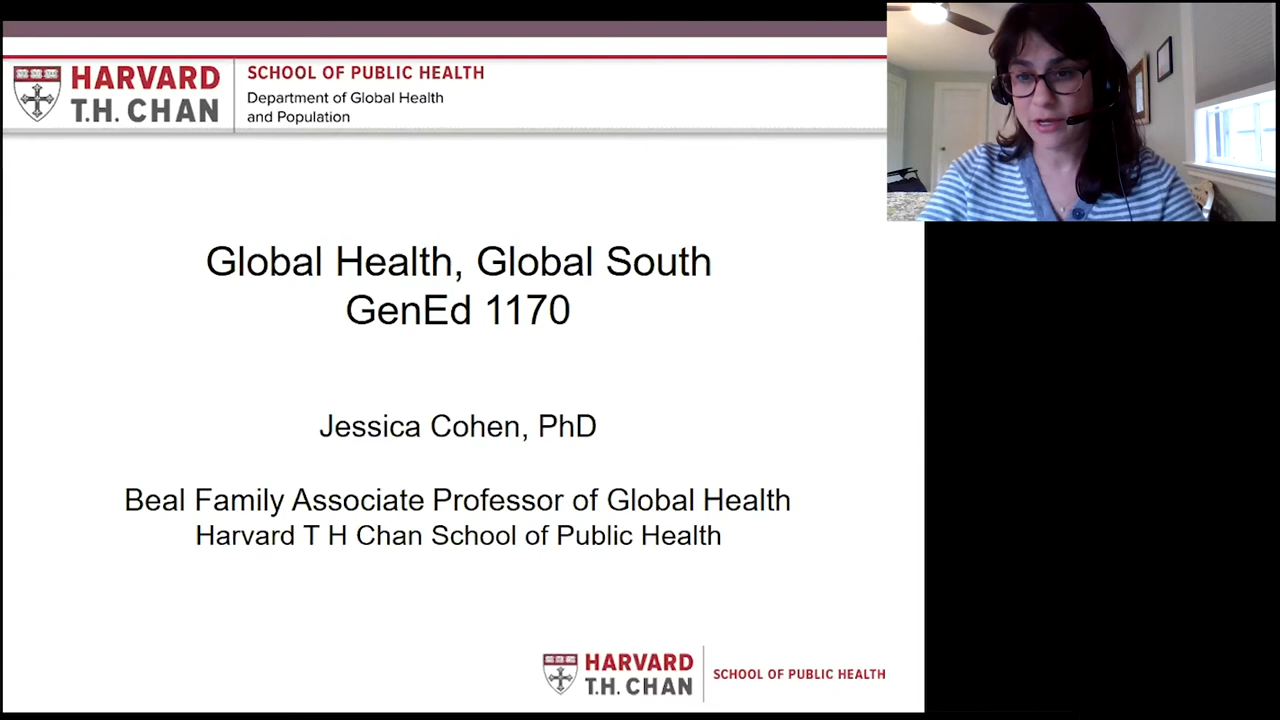 HARVARD
T.H. CHAN
SCHOOL OF PUBLIC HEALTH
Department of Global Health
and Population
Global Health, Global South
GenEd 1170
Jessica Cohen, PhD
Beal Family Associate Professor of Global Health
Harvard T H Chan School of Public Health
HARVARD
T.H. CHAN
SCHOOL OF PUBLIC HEALTH